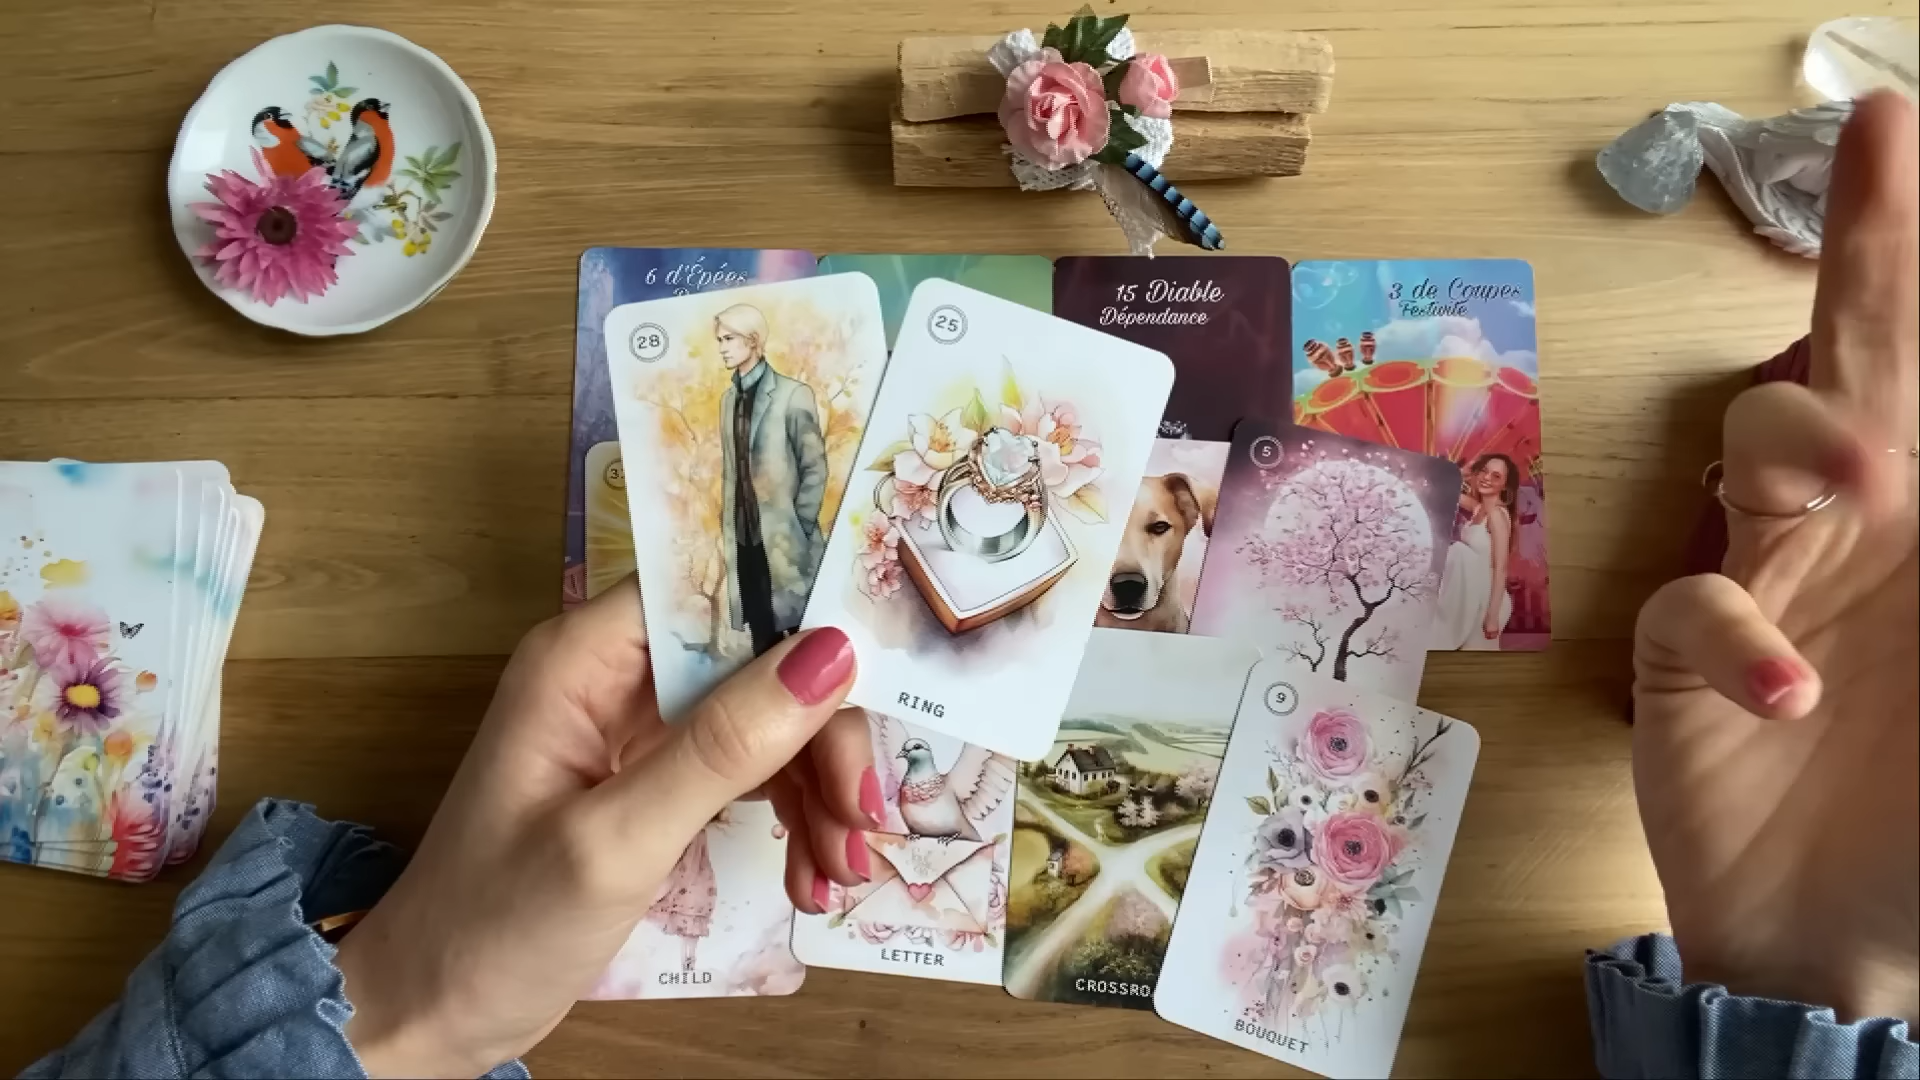 6 d'Épées
15 Diable
Dépendance
3 de Coupes
Festivité
28
25
RING
5
CHILD
LETTER
CROSSRO
9
BOUQUET